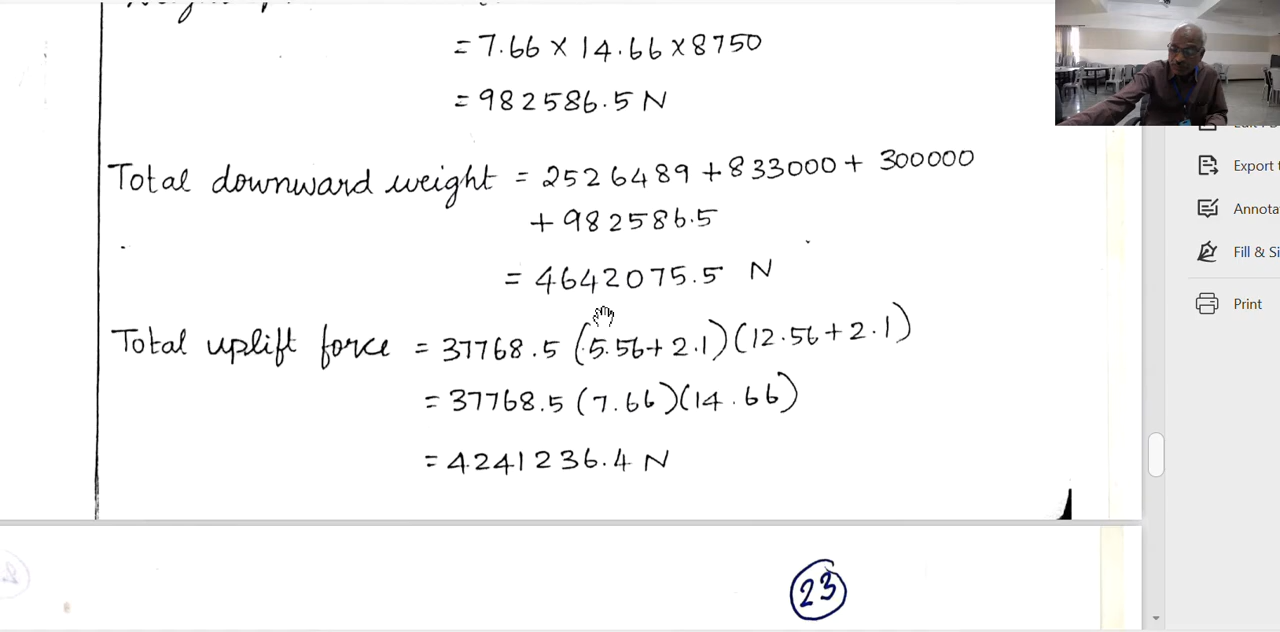 = 7.66 × 14.66 × 8750
= 982586.5 N
Total downward weight = 2526489 + 833000 + 300000
+ 982586.5
= 4642075.5 N
Total uplift force = 37768.5 (5.56+2.1)(12.56+2.1)
= 37768.5 (7.66)(14.66)
= 4241236.4 N
23
Export t
Annota
Fill & Si
Print